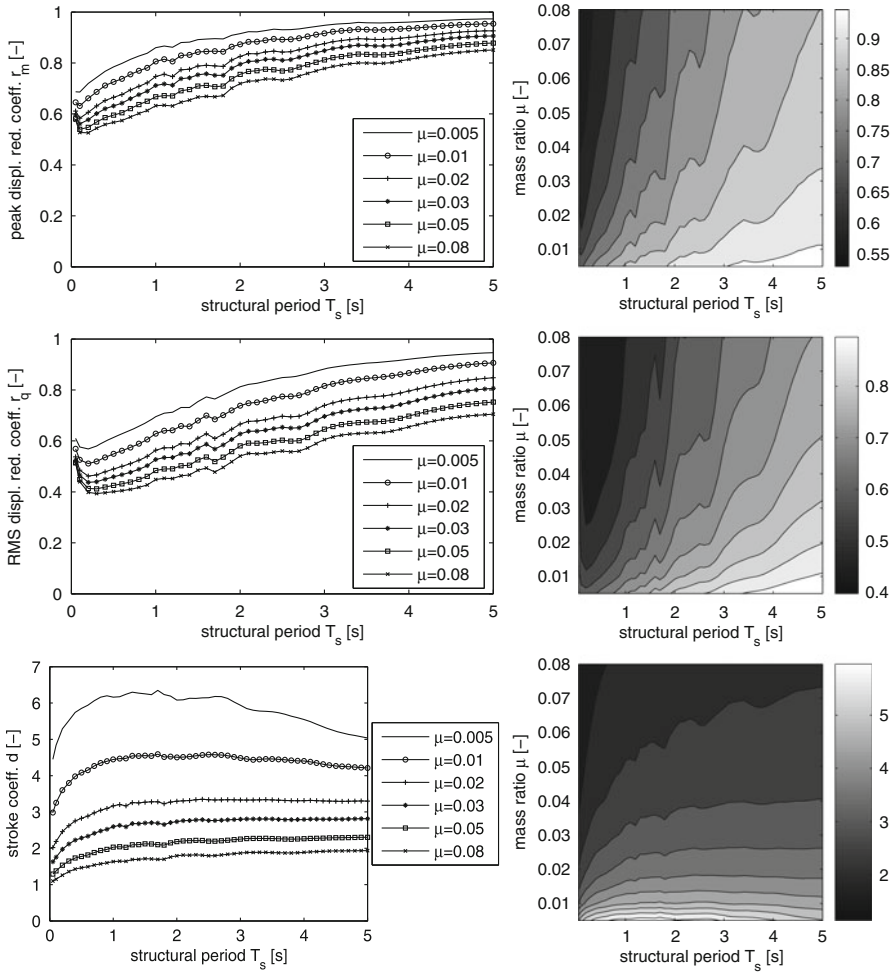 peak displ. red. coeff. r_m [−]
1
0.8
0.6
0.4
0.2
0
μ=0.005
μ=0.01
μ=0.02
μ=0.03
μ=0.05
μ=0.08
0 1 2 3 4 5
structural period T_s [s]
mass ratio μ [−]
0.08
0.07
0.06
0.05
0.04
0.03
0.02
0.01
1 2 3 4 5
structural period T_s [s]
0.9
0.85
0.8
0.75
0.7
0.65
0.6
0.55
RMS displ. red. coeff. r_q [−]
1
0.8
0.6
0.4
0.2
0
μ=0.005
μ=0.01
μ=0.02
μ=0.03
μ=0.05
μ=0.08
0 1 2 3 4 5
structural period T_s [s]
mass ratio μ [−]
0.08
0.07
0.06
0.05
0.04
0.03
0.02
0.01
1 2 3 4 5
structural period T_s [s]
0.8
0.7
0.6
0.5
0.4
stroke coeff. d [−]
7
6
5
4
3
2
1
0
0 1 2 3 4 5
structural period T_s [s]
μ=0.005
μ=0.01
μ=0.02
μ=0.03
μ=0.05
μ=0.08
mass ratio μ [−]
0.08
0.07
0.06
0.05
0.04
0.03
0.02
0.01
1 2 3 4 5
structural period T_s [s]
5
4
3
2